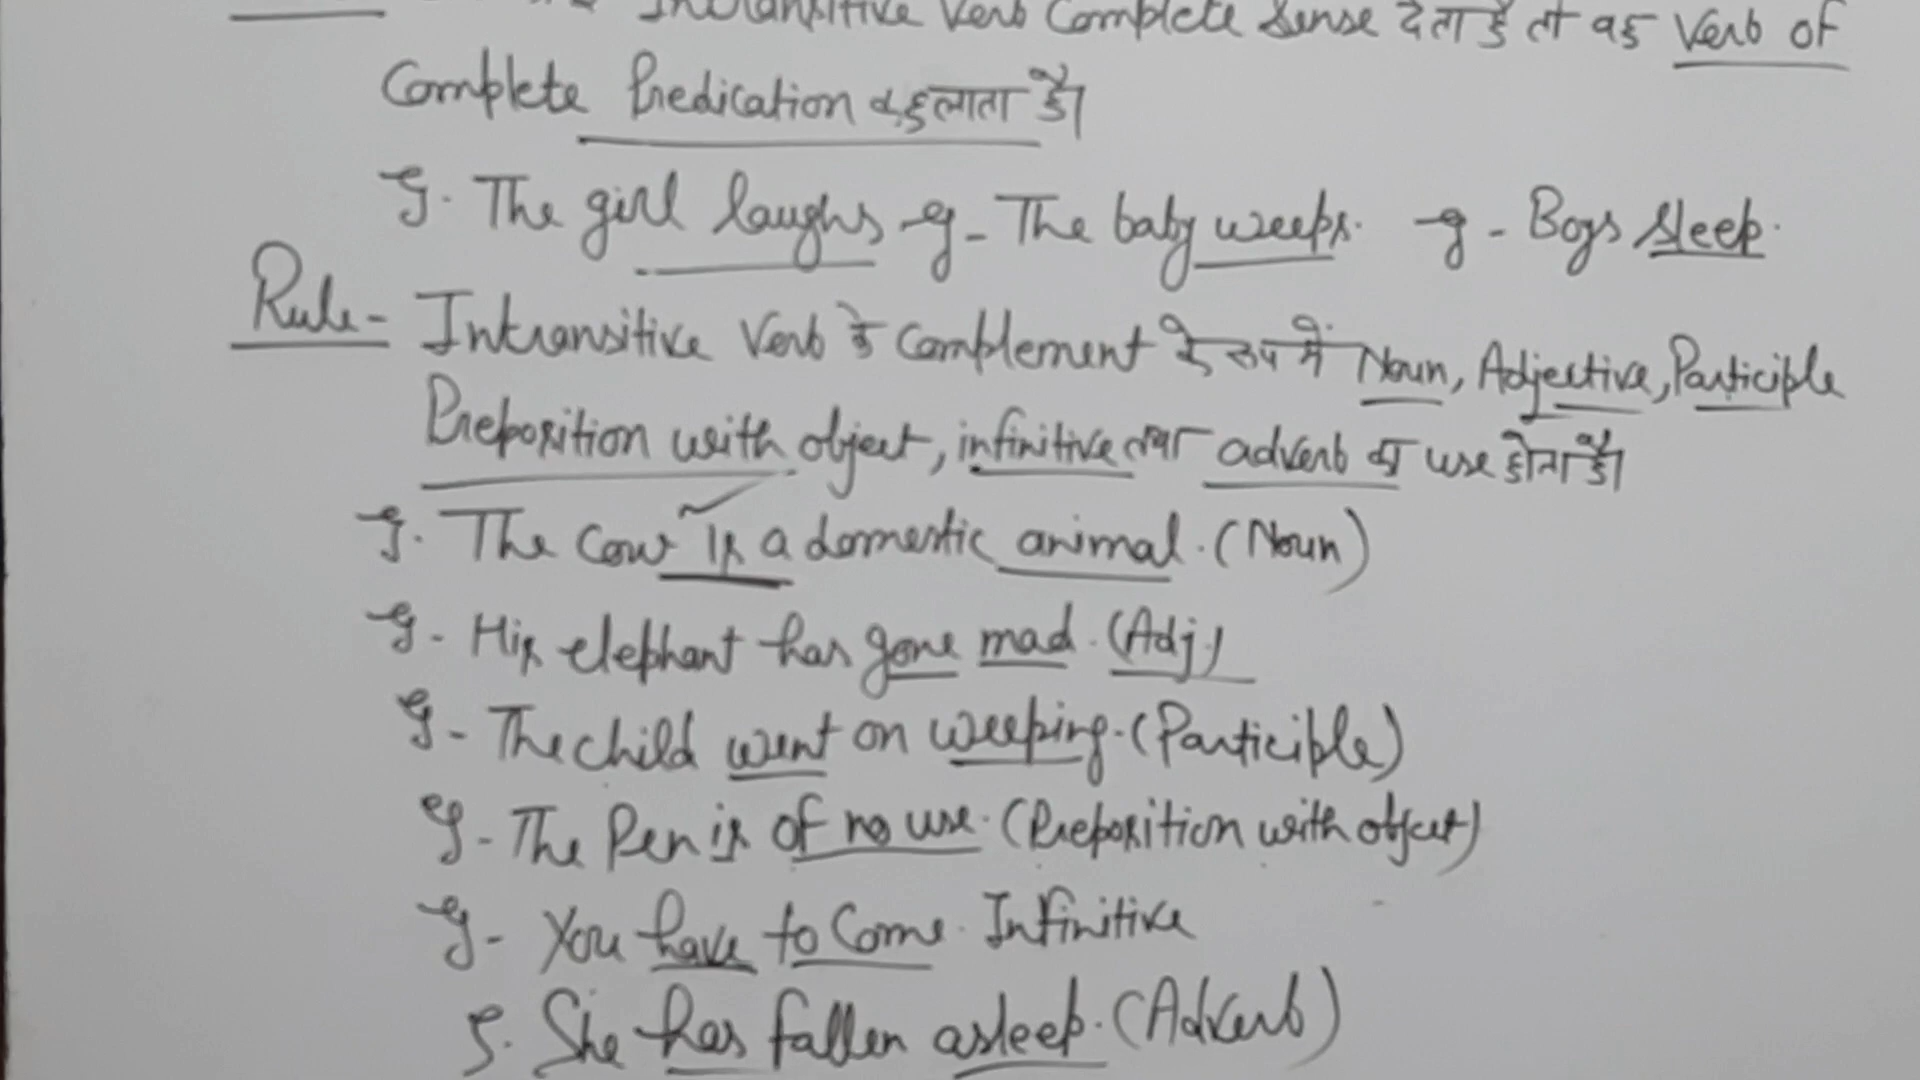 Intransitive Verb Complete Sense देता है तो वह Verb of
Complete Predication कहलाता है।
eg. The girl laughs eg - The baby weeps. eg - Boys sleep.
Rule - Intransitive Verb के Complement के रूप में Noun, Adjective, Participle
Preposition with object, infinitive तथा adverb का use होता है।
eg. The Cow is a domestic animal. (Noun)
eg - His elephant has gone mad. (Adj.)
eg - The child went on weeping. (Participle)
eg - The Pen is of no use. (Preposition with object)
eg - You have to Come. Infinitive
eg. She has fallen asleep. (Adverb)